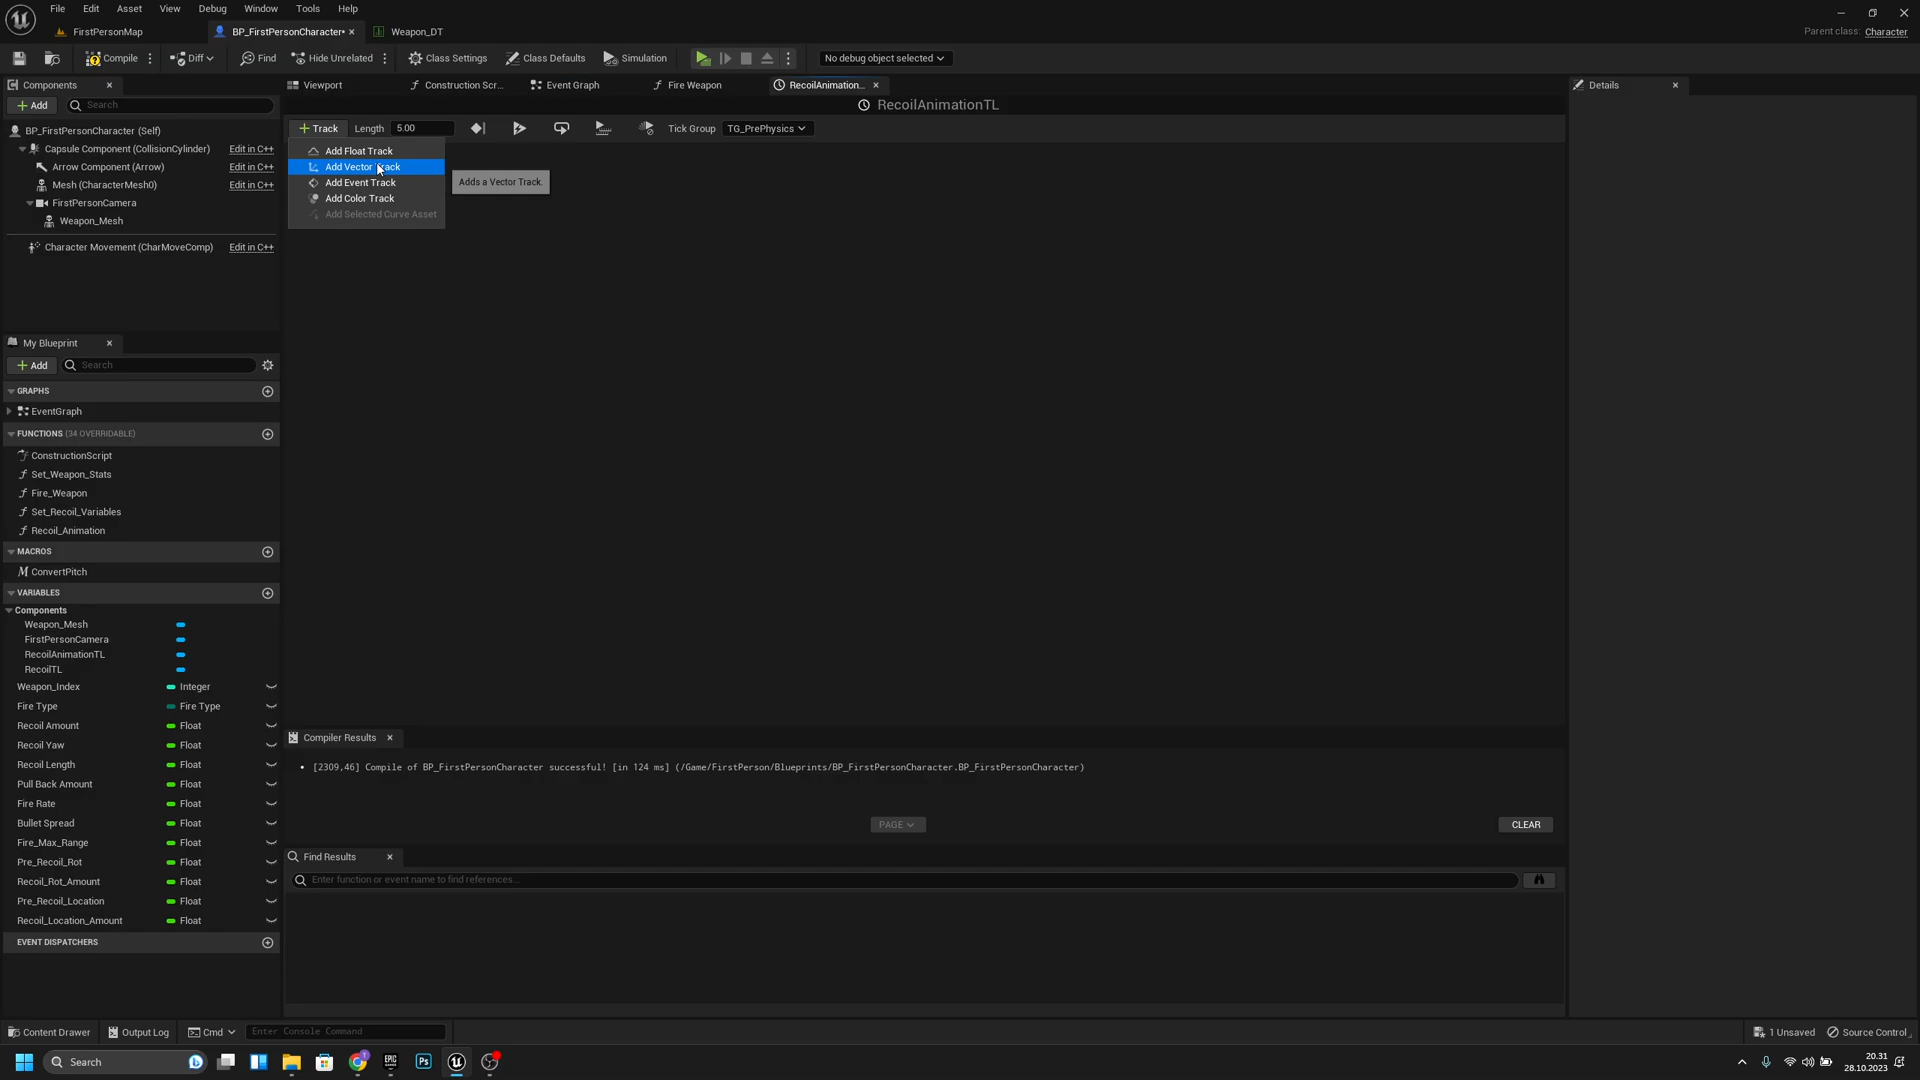 File Edit Asset View Debug Window Tools Help
FirstPersonMap BP_FirstPersonCharacter• Weapon_DT
Parent class: Character
Compile Diff Find Hide Unrelated Class Settings Class Defaults Simulation No debug object selected
Components
Viewport Construction Scr... Event Graph Fire Weapon RecoilAnimation...
Details
Add Search
RecoilAnimationTL
Track Length 5.00 Tick Group TG_PrePhysics
BP_FirstPersonCharacter (Self)
Capsule Component (CollisionCylinder) Edit in C++
Arrow Component (Arrow) Edit in C++
Mesh (CharacterMesh0) Edit in C++
FirstPersonCamera
Weapon_Mesh
Character Movement (CharMoveComp) Edit in C++
Add Float Track
Add Vector Track
Add Event Track
Add Color Track
Add Selected Curve Asset
Adds a Vector Track.
My Blueprint
Add Search
GRAPHS
EventGraph
FUNCTIONS (34 OVERRIDABLE)
ConstructionScript
Set_Weapon_Stats
Fire_Weapon
Set_Recoil_Variables
Recoil_Animation
MACROS
ConvertPitch
VARIABLES
Components
Weapon_Mesh
FirstPersonCamera
RecoilAnimationTL
RecoilTL
Weapon_Index Integer
Fire Type Fire Type
Recoil Amount Float
Recoil Yaw Float
Recoil Length Float
Pull Back Amount Float
Fire Rate Float
Bullet Spread Float
Fire_Max_Range Float
Pre_Recoil_Rot Float
Recoil_Rot_Amount Float
Pre_Recoil_Location Float
Recoil_Location_Amount Float
EVENT DISPATCHERS
Compiler Results
• [2309,46] Compile of BP_FirstPersonCharacter successful! [in 124 ms] (/Game/FirstPerson/Blueprints/BP_FirstPersonCharacter.BP_FirstPersonCharacter)
PAGE
CLEAR
Find Results
Enter function or event name to find references...
Content Drawer Output Log Cmd Enter Console Command
1 Unsaved Source Control
Search
T
EPIC GAMES
Ps
20.31
28.10.2023